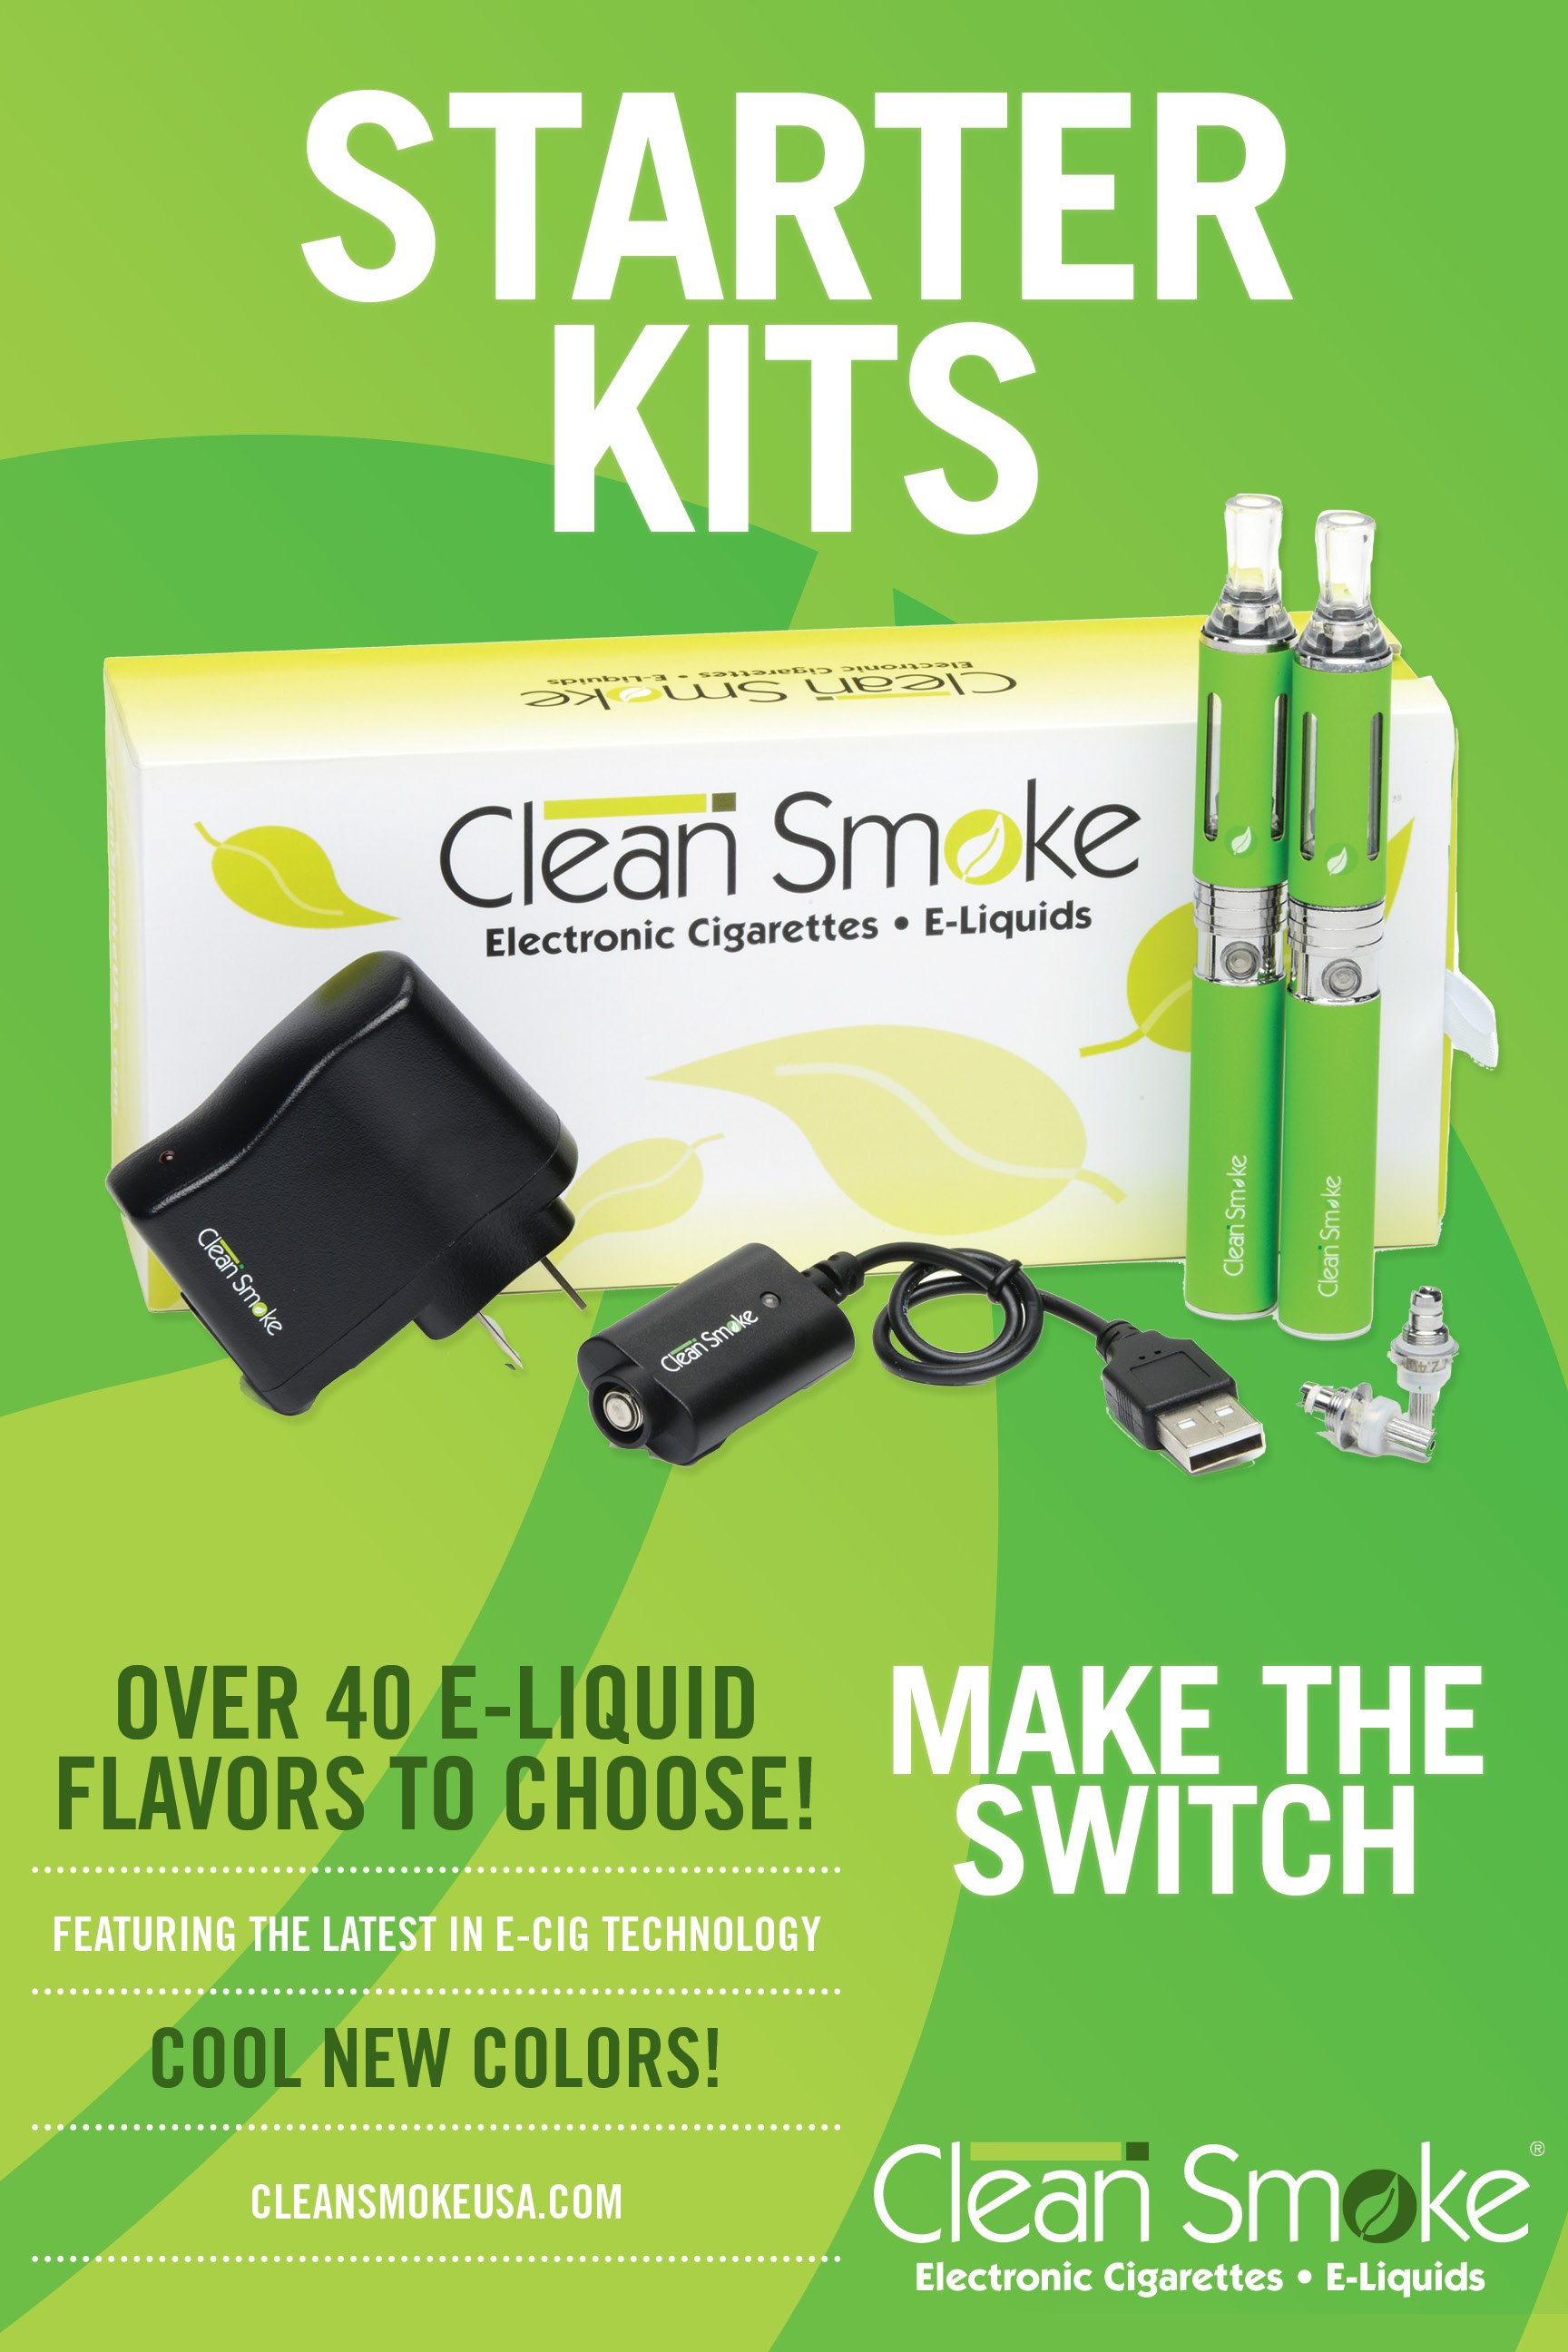 STARTER
KITS
Clean Smoke
Electronic Cigarettes • E-Liquids
Clean Smoke
Electronic Cigarettes • E-Liquids
Clean Smoke
Clean Smoke
Clean Smoke
Clean Smoke
OVER 40 E-LIQUID
FLAVORS TO CHOOSE!
FEATURING THE LATEST IN E-CIG TECHNOLOGY
COOL NEW COLORS!
CLEANSMOKEUSA.COM
MAKE THE
SWITCH
Clean Smoke®
Electronic Cigarettes • E-Liquids